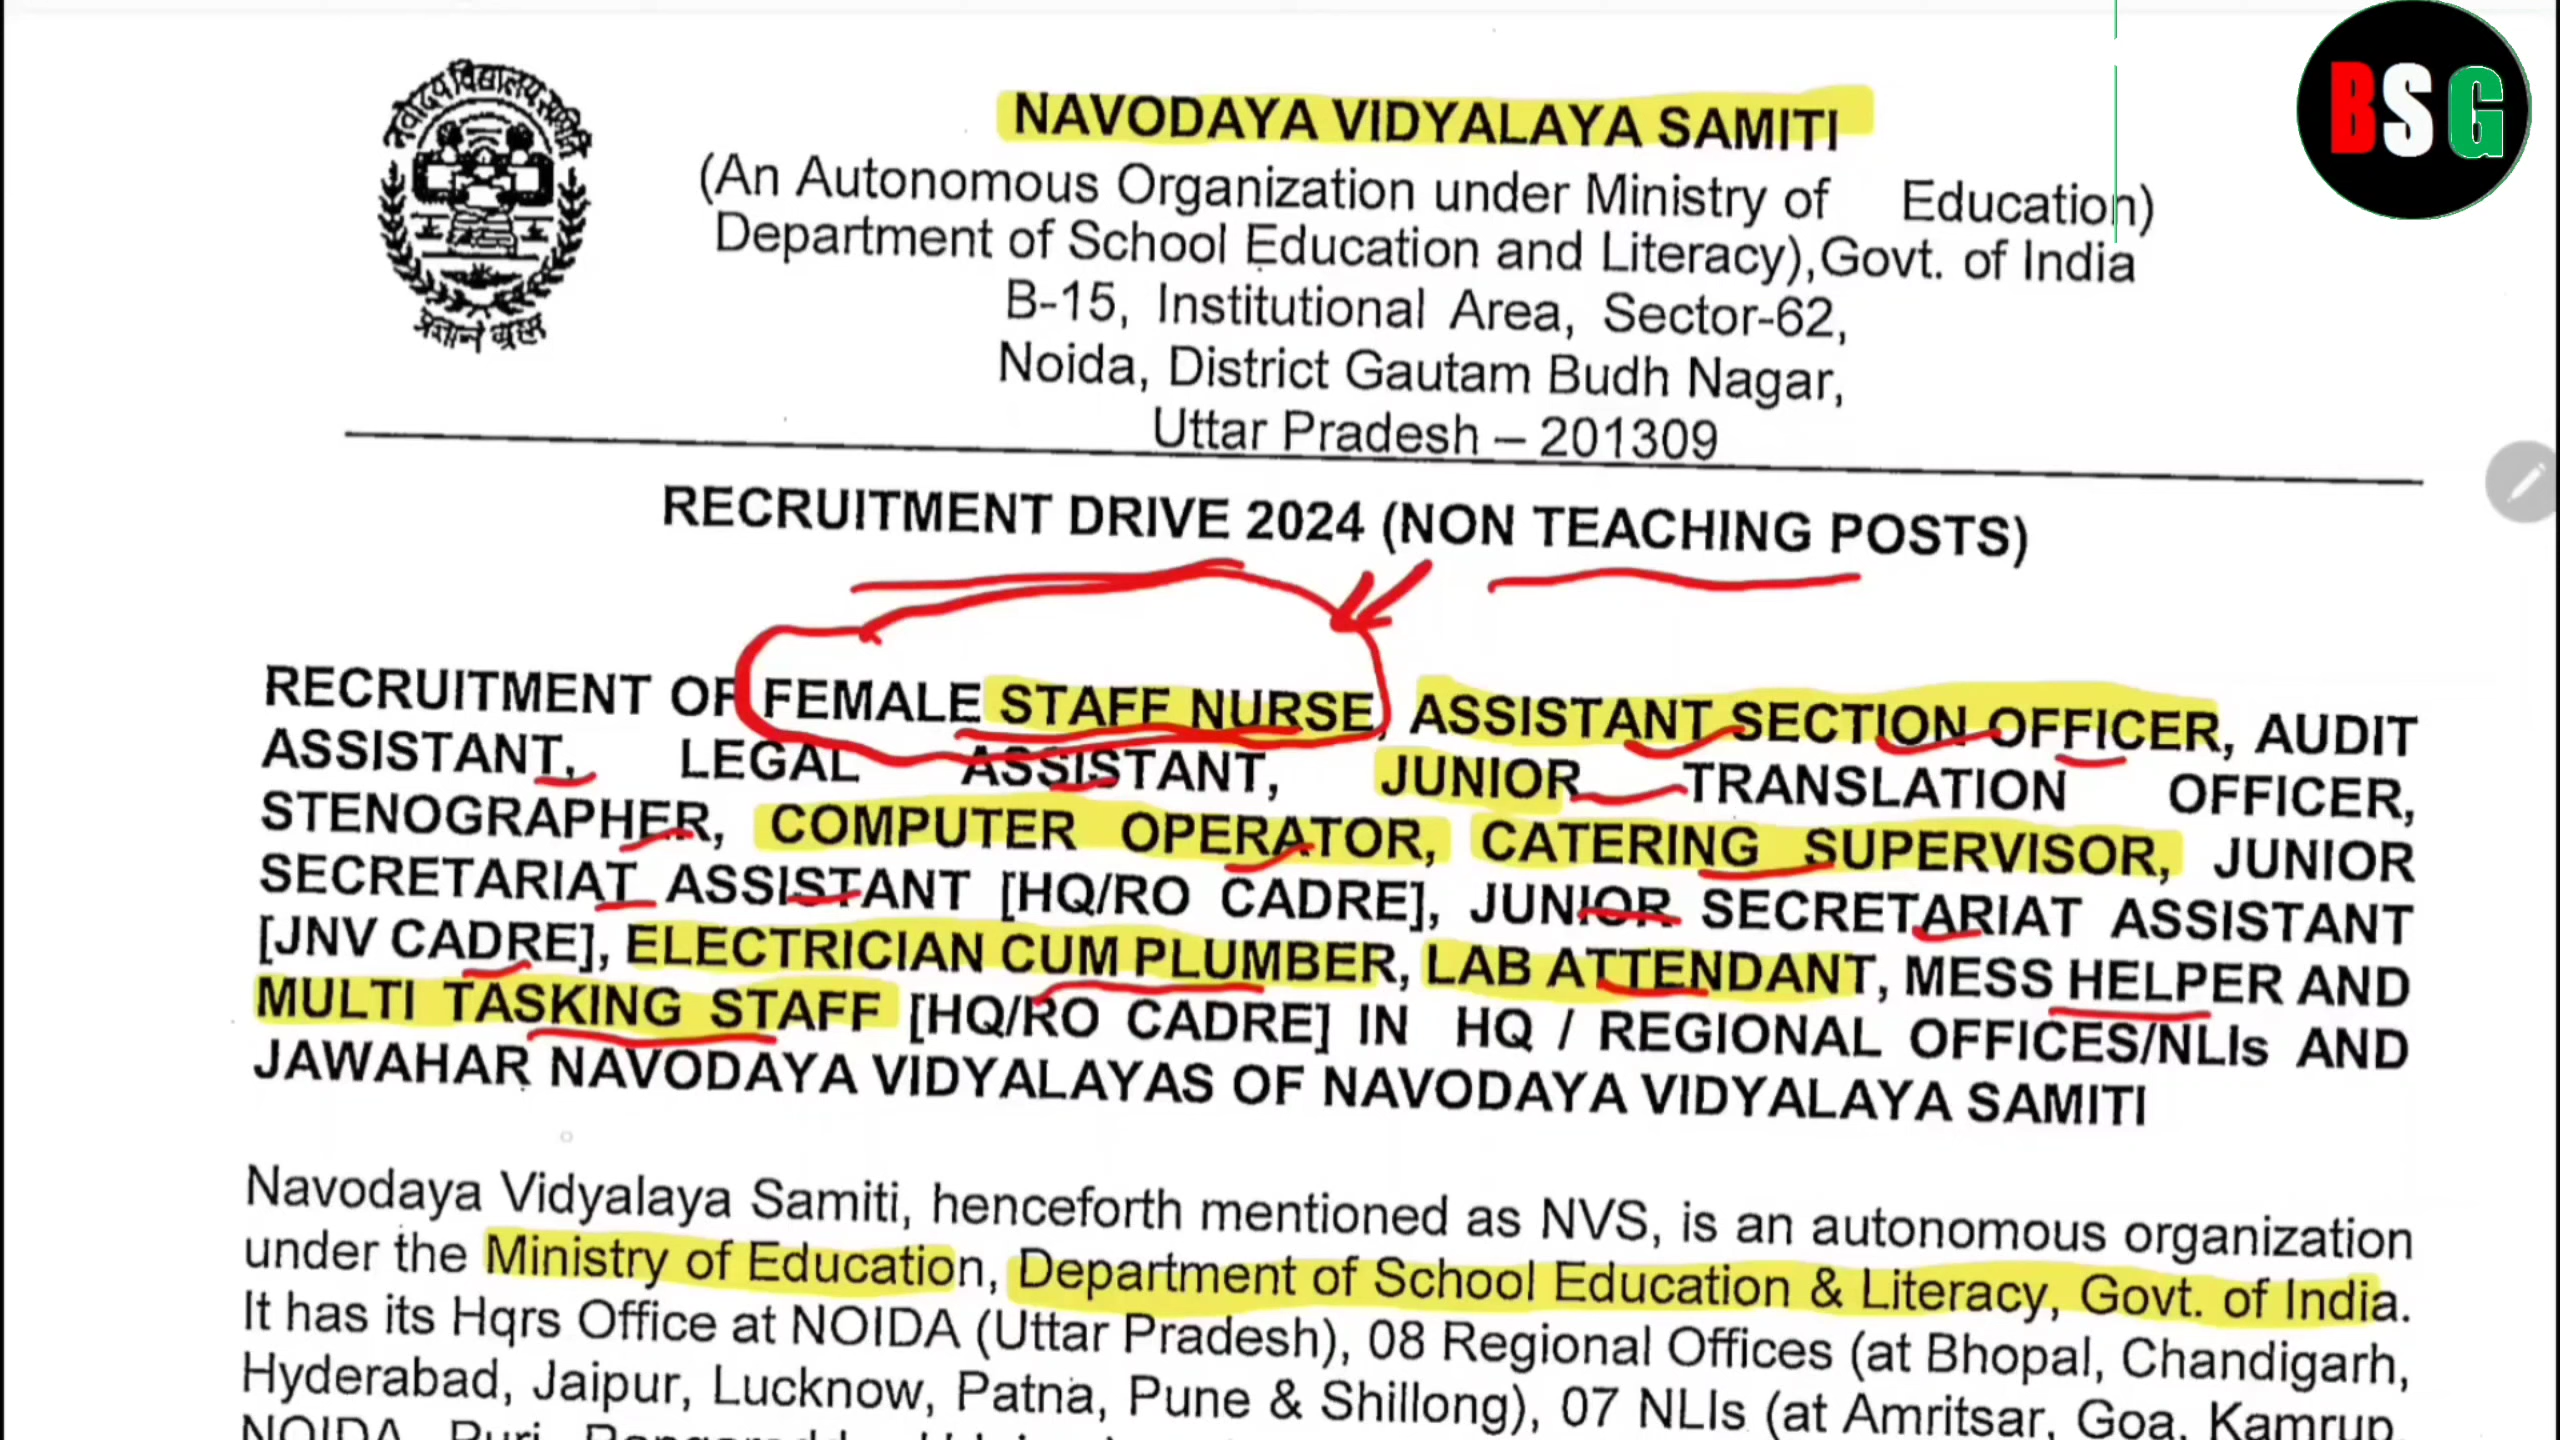 BSG
नवोदय विद्यालय समिति
NAVODAYA VIDYALAYA SAMITI
(An Autonomous Organization under Ministry of Education)
Department of School Education and Literacy),Govt. of India
B-15, Institutional Area, Sector-62,
Noida, District Gautam Budh Nagar,
Uttar Pradesh – 201309
RECRUITMENT DRIVE 2024 (NON TEACHING POSTS)
RECRUITMENT OF FEMALE STAFF NURSE, ASSISTANT SECTION OFFICER, AUDIT
ASSISTANT, LEGAL ASSISTANT, JUNIOR TRANSLATION OFFICER,
STENOGRAPHER, COMPUTER OPERATOR, CATERING SUPERVISOR, JUNIOR
SECRETARIAT ASSISTANT [HQ/RO CADRE], JUNIOR SECRETARIAT ASSISTANT
[JNV CADRE], ELECTRICIAN CUM PLUMBER, LAB ATTENDANT, MESS HELPER AND
MULTI TASKING STAFF [HQ/RO CADRE] IN HQ / REGIONAL OFFICES/NLIs AND
JAWAHAR NAVODAYA VIDYALAYAS OF NAVODAYA VIDYALAYA SAMITI
Navodaya Vidyalaya Samiti, henceforth mentioned as NVS, is an autonomous organization
under the Ministry of Education, Department of School Education & Literacy, Govt. of India.
It has its Hqrs Office at NOIDA (Uttar Pradesh), 08 Regional Offices (at Bhopal, Chandigarh,
Hyderabad, Jaipur, Lucknow, Patna, Pune & Shillong), 07 NLIs (at Amritsar, Goa, Kamrup,
NOIDA, Puri,